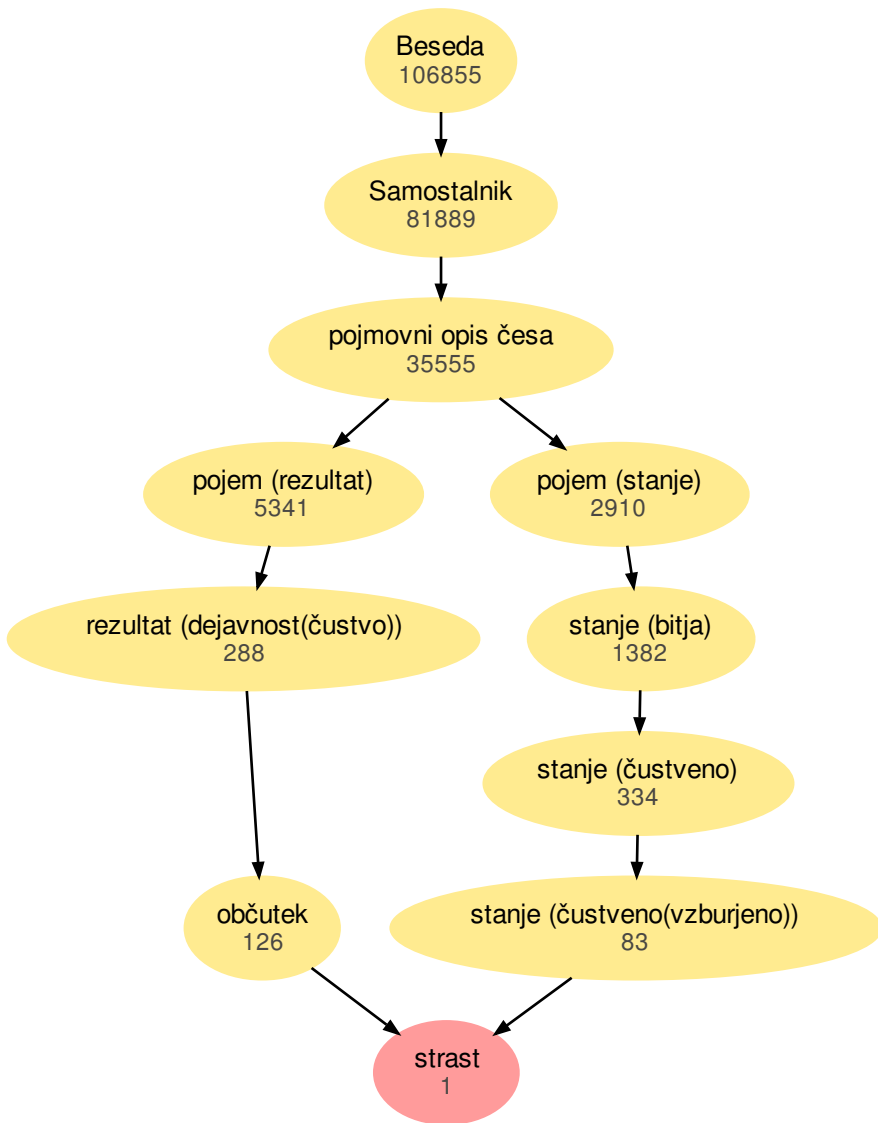 Beseda
106855
Samostalnik
81889
pojmovni opis česa
35555
pojem (rezultat)
5341
pojem (stanje)
2910
rezultat (dejavnost(čustvo))
288
stanje (bitja)
1382
stanje (čustveno)
334
občutek
126
stanje (čustveno(vzburjeno))
83
strast
1